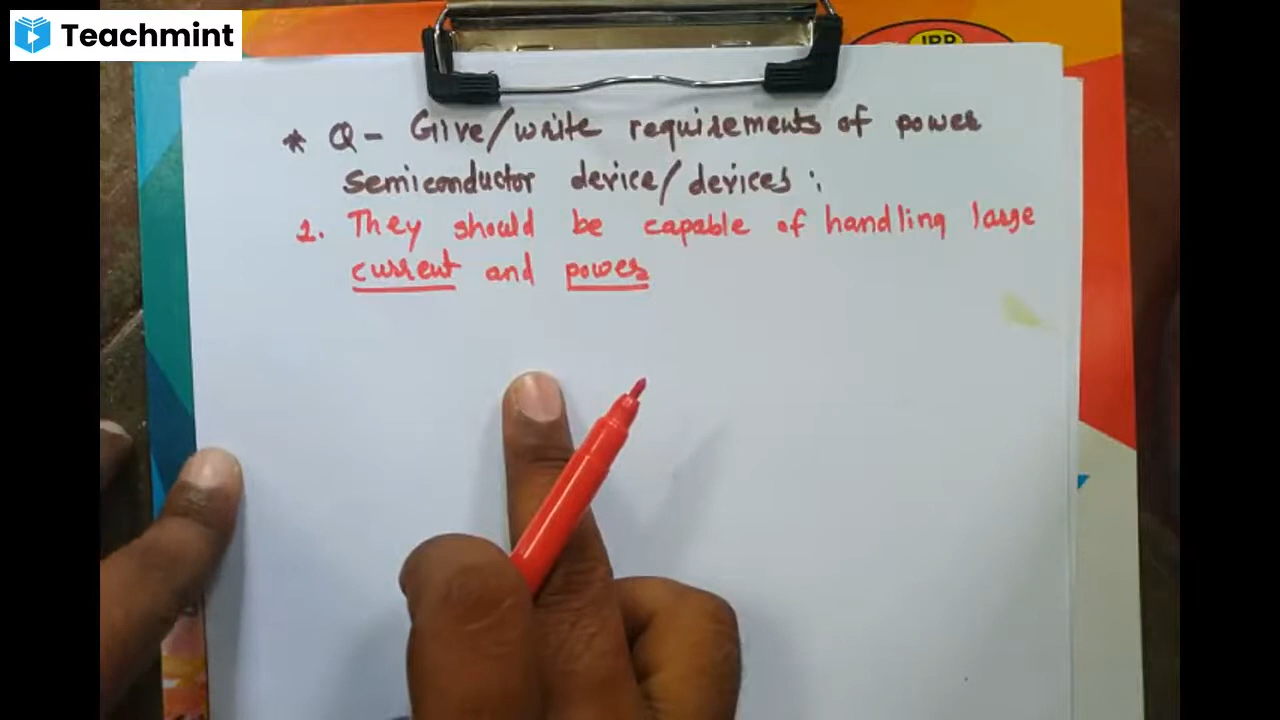 Teachmint
JRP
* Q- Give/write requirements of power
semiconductor device/devices:
1. They should be capable of handling large
current and power